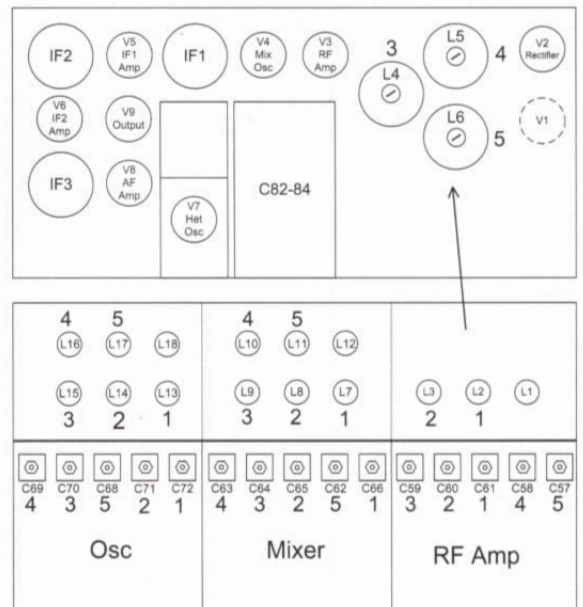 IF2
V5
IF1
Amp
IF1
V4
Mix
Osc
V3
RF
Amp
3
L4
L5
4
V2
Rectifier
V6
IF2
Amp
V9
Output
L6
5
V1
IF3
V8
AF
Amp
V7
Het
Osc
C82-84
4 5
L16 L17 L18
L15 L14 L13
3 2 1
4 5
L10 L11 L12
L9 L8 L7
3 2 1
L3 L2 L1
2 1
C69 C70 C68 C71 C72
4 3 5 2 1
Osc
C63 C64 C65 C62 C66
4 3 2 5 1
Mixer
C59 C60 C61 C58 C57
3 2 1 4 5
RF Amp